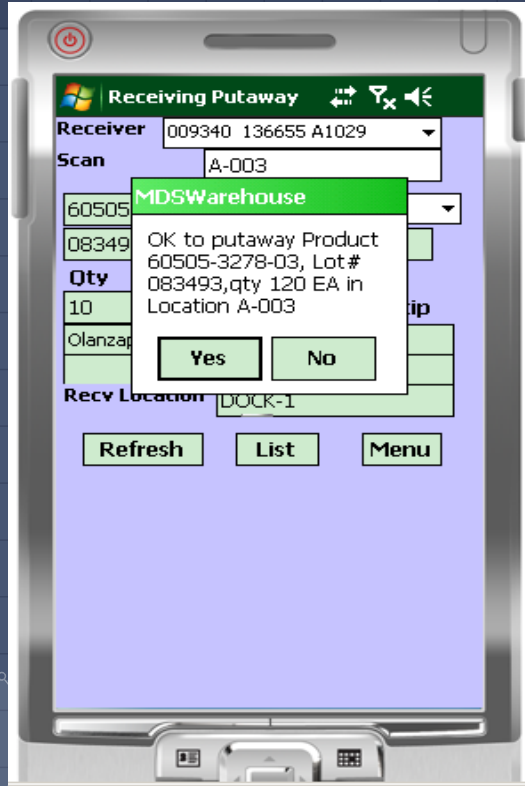 Receiving Putaway
Receiver 009340 136655 A1029
Scan A-003
60505
MDSWarehouse
08349
OK to putaway Product
60505-3278-03, Lot#
083493,qty 120 EA in
Location A-003
Qty
10
Yes No
Recv Location DOCK-1
Refresh List Menu